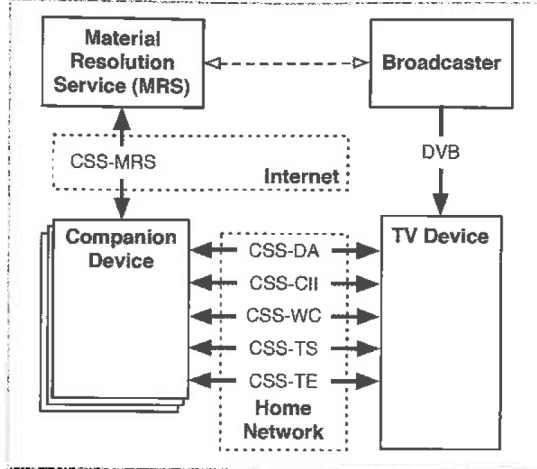 Material
Resolution
Service (MRS)
Broadcaster
CSS-MRS
Internet
DVB
Companion
Device
TV Device
CSS-DA
CSS-CII
CSS-WC
CSS-TS
CSS-TE
Home
Network